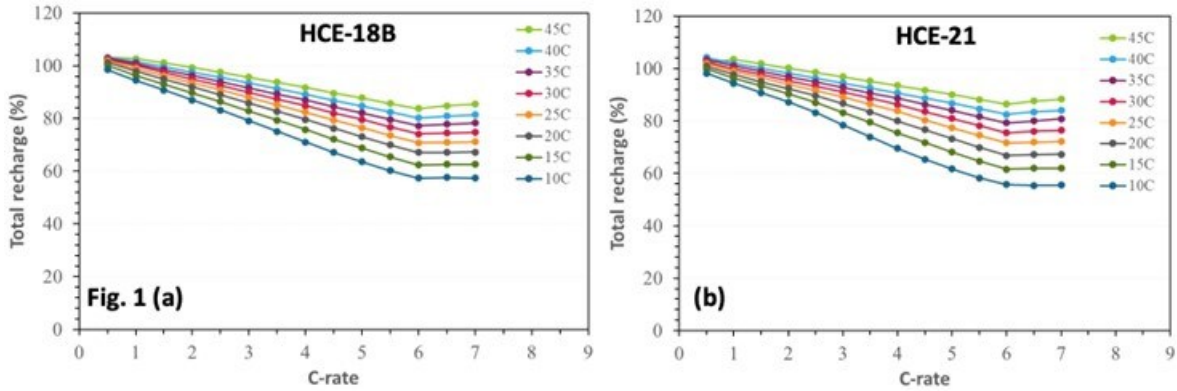 HCE-18B
120
100
80
60
40
20
0
Total recharge (%)
45C
40C
35C
30C
25C
20C
15C
10C
Fig. 1 (a)
0 1 2 3 4 5 6 7 8 9
C-rate
HCE-21
120
100
80
60
40
20
0
Total recharge (%)
45C
40C
35C
30C
25C
20C
15C
10C
(b)
0 1 2 3 4 5 6 7 8 9
C-rate